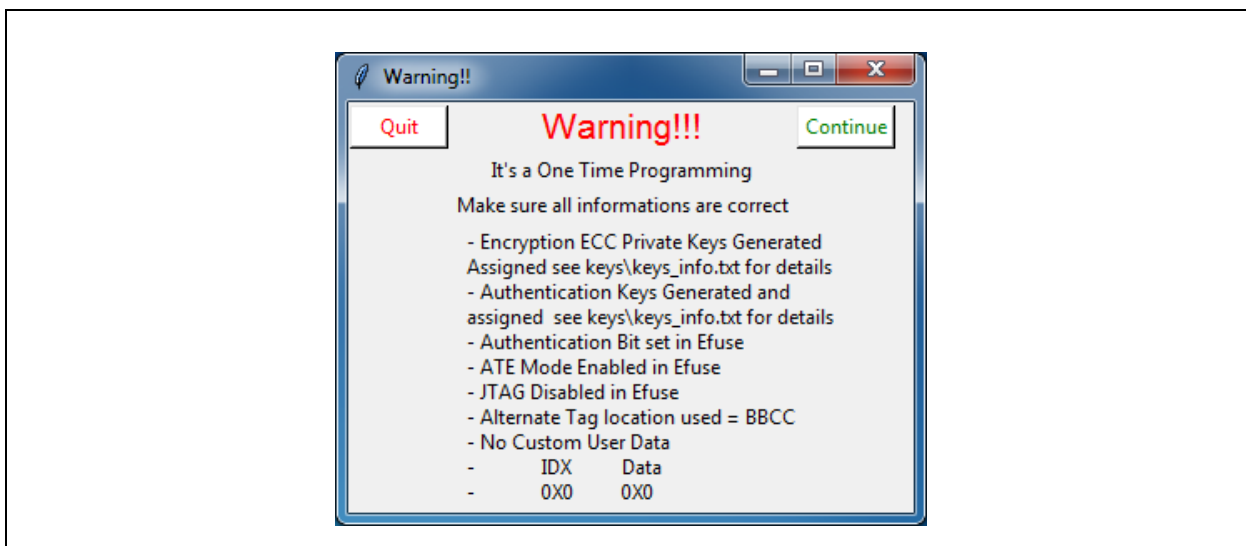 Warning!!
Quit Warning!!! Continue
It's a One Time Programming
Make sure all informations are correct
- Encryption ECC Private Keys Generated
Assigned see keys\keys_info.txt for details
- Authentication Keys Generated and
assigned  see keys\keys_info.txt for details
- Authentication Bit set in Efuse
- ATE Mode Enabled in Efuse
- JTAG Disabled in Efuse
- Alternate Tag location used = BBCC
- No Custom User Data
- IDX Data
- 0X0 0X0